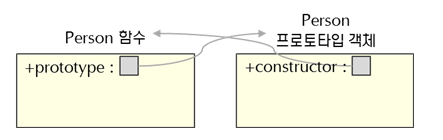 Person 함수
Person
프로토타입 객체
+prototype :
+constructor :